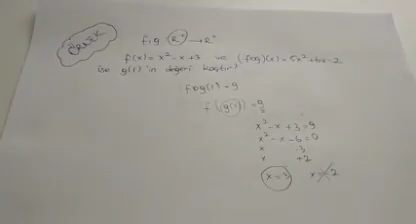 ÖRNEK
f,g R⁺→R⁺
f(x)=x²-x+3 ve (fog)(x)=5x²+6x-2
ise g(1)'in değeri kaçtır?
fog(1)=9
f(g(1))=9
x²-x+3=9
x²-x-6=0
x -3
x +2
x=3 x=-2